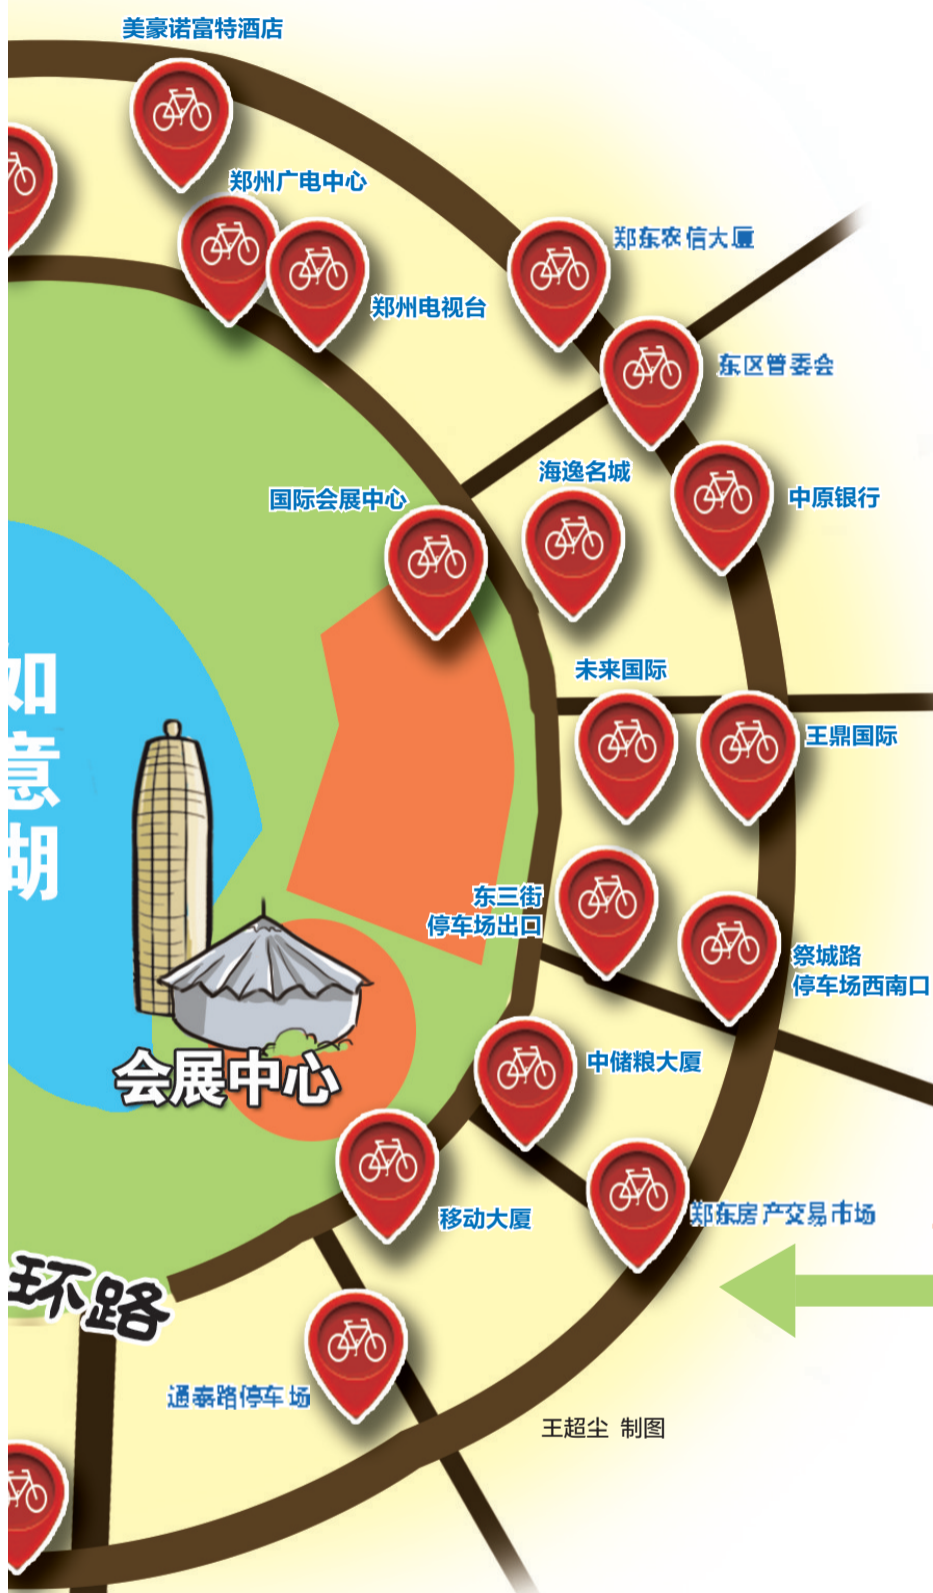 美豪诺富特酒店
郑州广电中心
郑州电视台
郑东农信大厦
东区管委会
海逸名城
国际会展中心
中原银行
未来国际
王鼎国际
如
意
湖
东三街
停车场出口
祭城路
停车场西南口
会展中心
中储粮大厦
移动大厦
郑东房产交易市场
环路
通泰路停车场
王超尘 制图